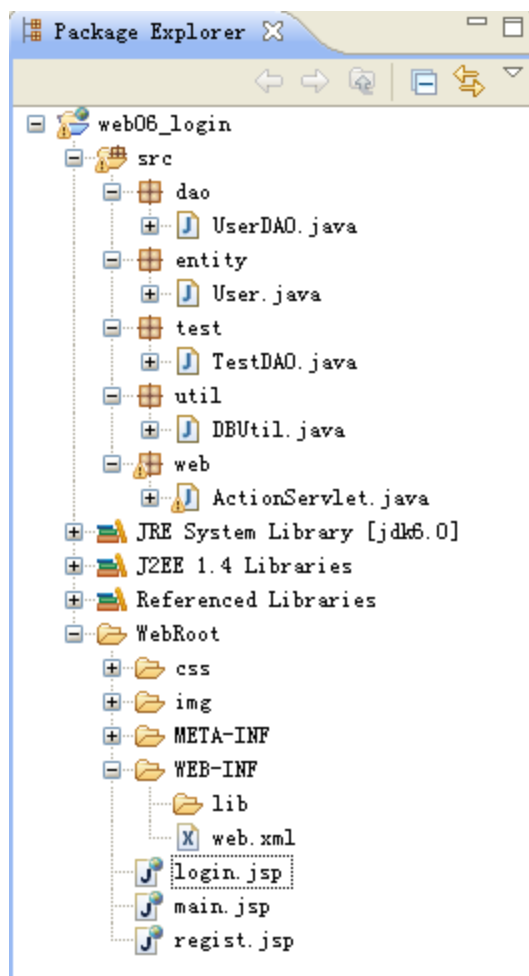 Package Explorer
web06_login
src
dao
UserDAO.java
entity
User.java
test
TestDAO.java
util
DBUtil.java
web
ActionServlet.java
JRE System Library [jdk6.0]
J2EE 1.4 Libraries
Referenced Libraries
WebRoot
css
img
META-INF
WEB-INF
lib
web.xml
login.jsp
main.jsp
regist.jsp